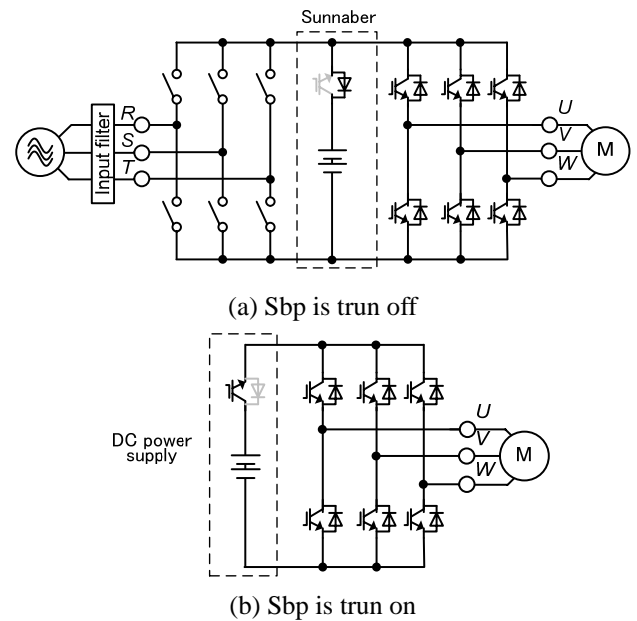 Sunnaber
R
S
T
Input filter
U
V
W
M
(a) Sbp is trun off
DC power
supply
U
V
W
M
(b) Sbp is trun on